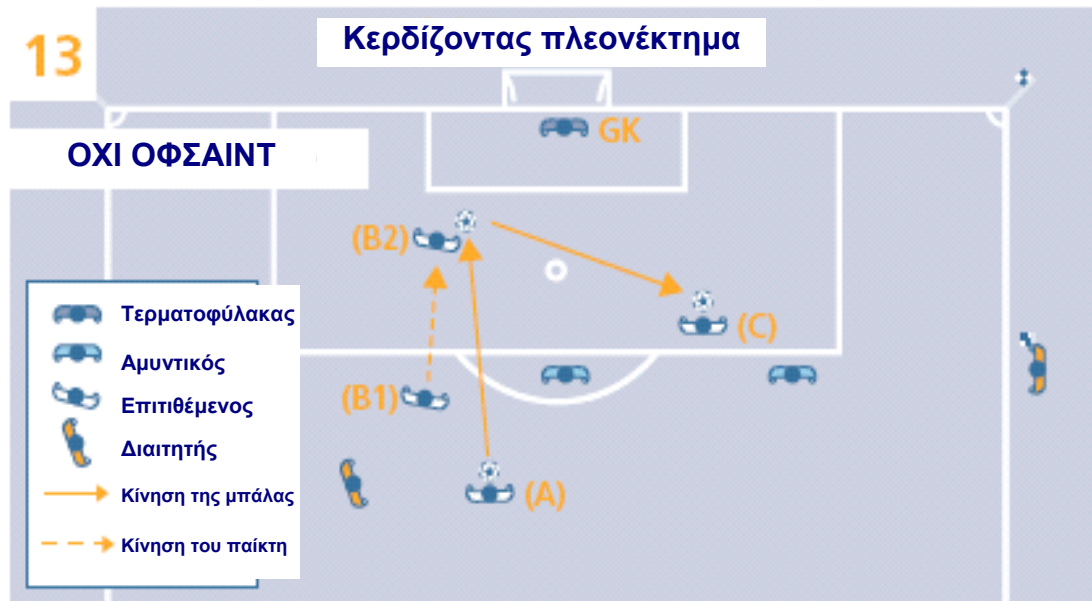 13
Κερδίζοντας πλεονέκτημα
GK
ΟΧΙ ΟΦΣΑΙΝΤ
(B2)
(C)
(B1)
(A)
Τερματοφύλακας
Αμυντικός
Επιτιθέμενος
Διαιτητής
Κίνηση της μπάλας
Κίνηση του παίκτη